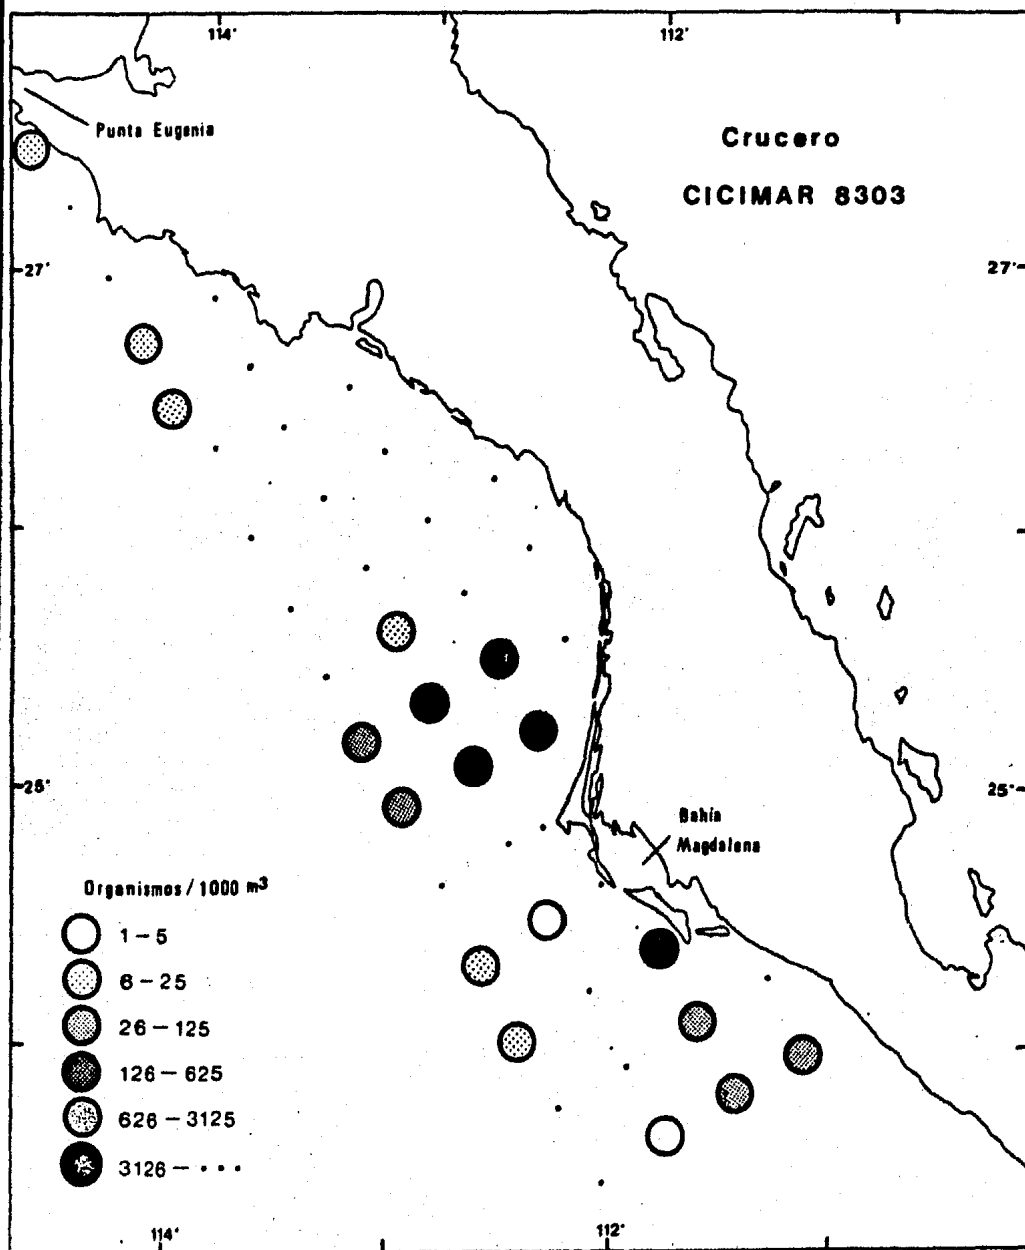 114'
112'
Punta Eugenia
Crucero
CICIMAR 8303
27'
27'
25'
25'
Bahía
Magdalena
Organismos / 1000 m³
1 – 5
6 – 25
26 – 125
126 – 625
626 – 3125
3126 – • • •
114'
112'